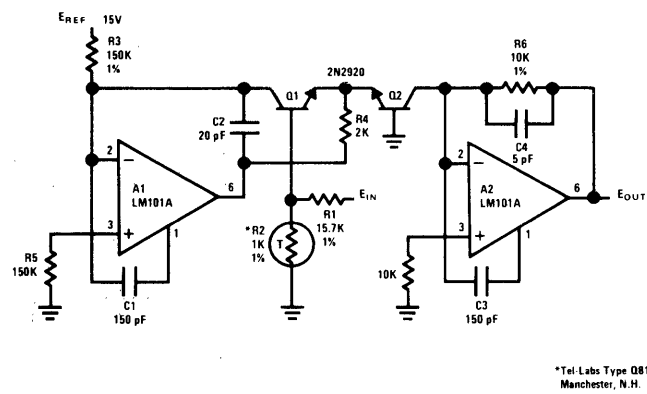 EREF 15V
R3
150K
1%
Q1
2N2920
Q2
R6
10K
1%
C2
20 pF
R4
2K
C4
5 pF
2
−
A1
LM101A
6
3
+
1
R5
150K
C1
150 pF
EIN
R1
15.7K
1%
*R2
1K
1%
T
2
−
A2
LM101A
6
EOUT
3
+
1
10K
C3
150 pF
*Tel-Labs Type Q81
Manchester, N.H.